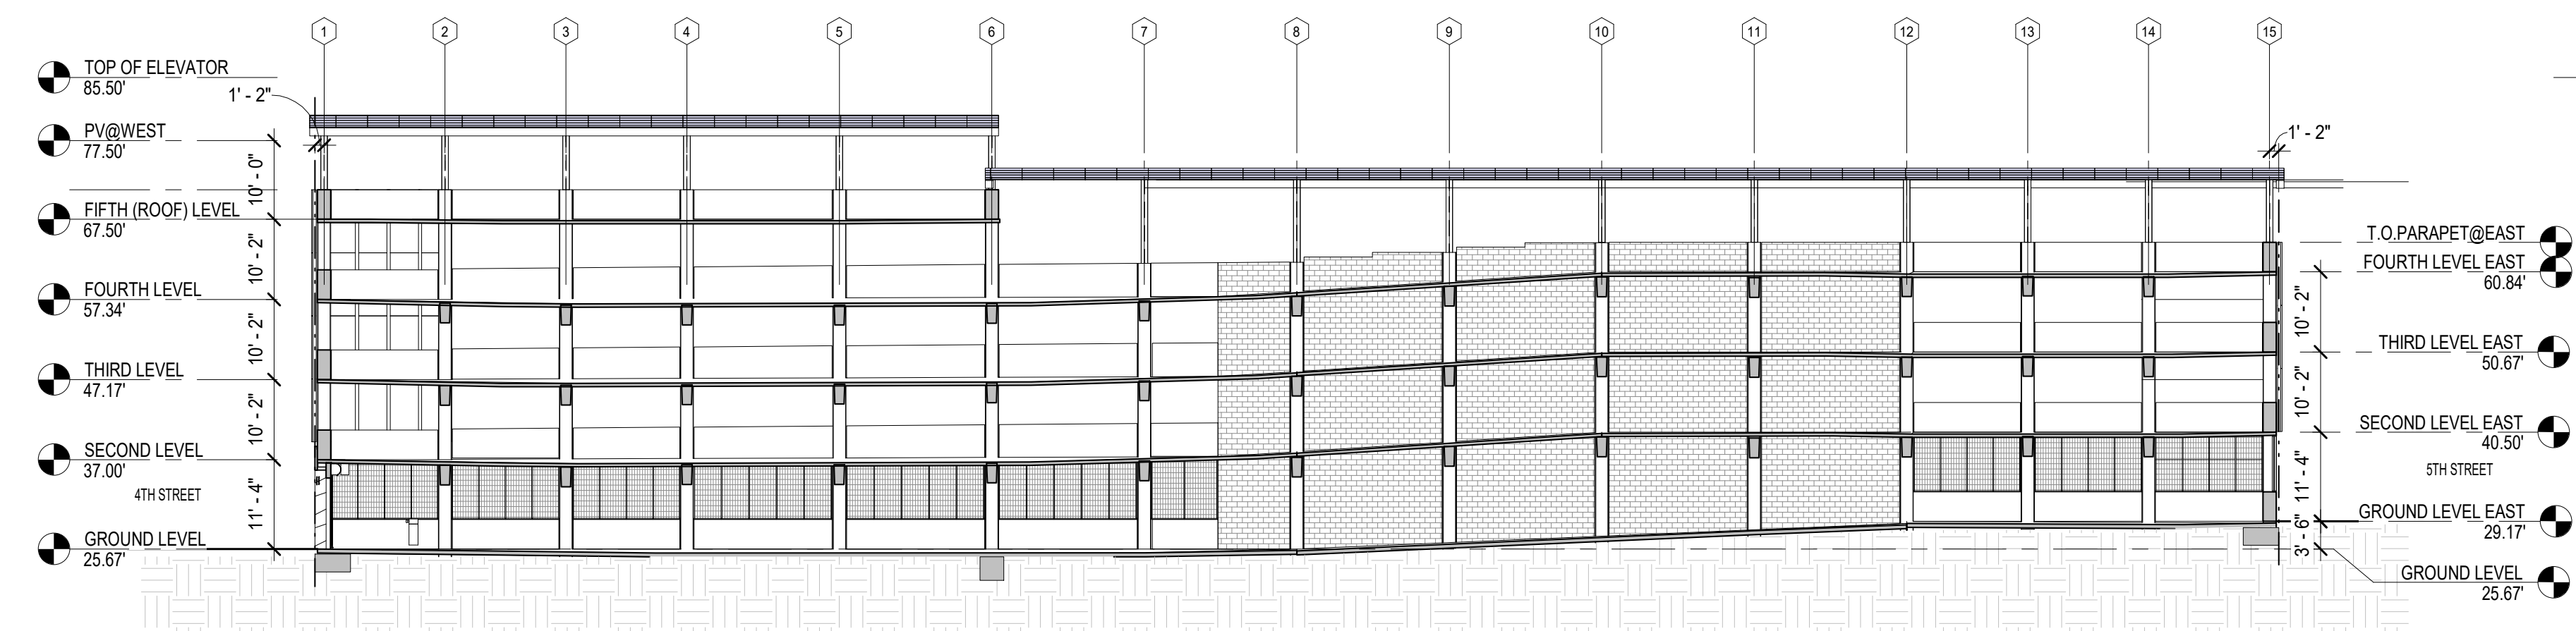 1 2 3 4 5 6 7 8 9 10 11 12 13 14 15
TOP OF ELEVATOR
85.50'
1' - 2"
PV@WEST
77.50'
10' - 0"
FIFTH (ROOF) LEVEL
67.50'
10' - 2"
FOURTH LEVEL
57.34'
10' - 2"
THIRD LEVEL
47.17'
10' - 2"
SECOND LEVEL
37.00'
4TH STREET
11' - 4"
GROUND LEVEL
25.67'
1' - 2"
T.O.PARAPET@EAST
FOURTH LEVEL EAST
60.84'
10' - 2"
THIRD LEVEL EAST
50.67'
10' - 2"
SECOND LEVEL EAST
40.50'
5TH STREET
11' - 4"
GROUND LEVEL EAST
29.17'
3' - 6"
GROUND LEVEL
25.67'